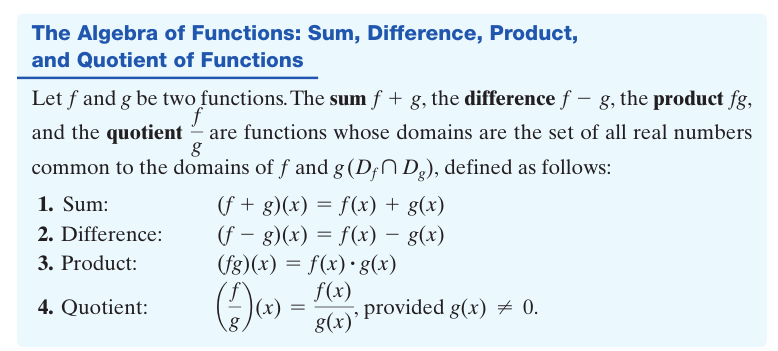 The Algebra of Functions: Sum, Difference, Product,
and Quotient of Functions
Let f and g be two functions. The sum f + g, the difference f − g, the product fg,
and the quotient f/g are functions whose domains are the set of all real numbers
common to the domains of f and g (D_f ∩ D_g), defined as follows:
1. Sum: (f + g)(x) = f(x) + g(x)
2. Difference: (f − g)(x) = f(x) − g(x)
3. Product: (fg)(x) = f(x) · g(x)
4. Quotient: (f/g)(x) = f(x)/g(x), provided g(x) ≠ 0.